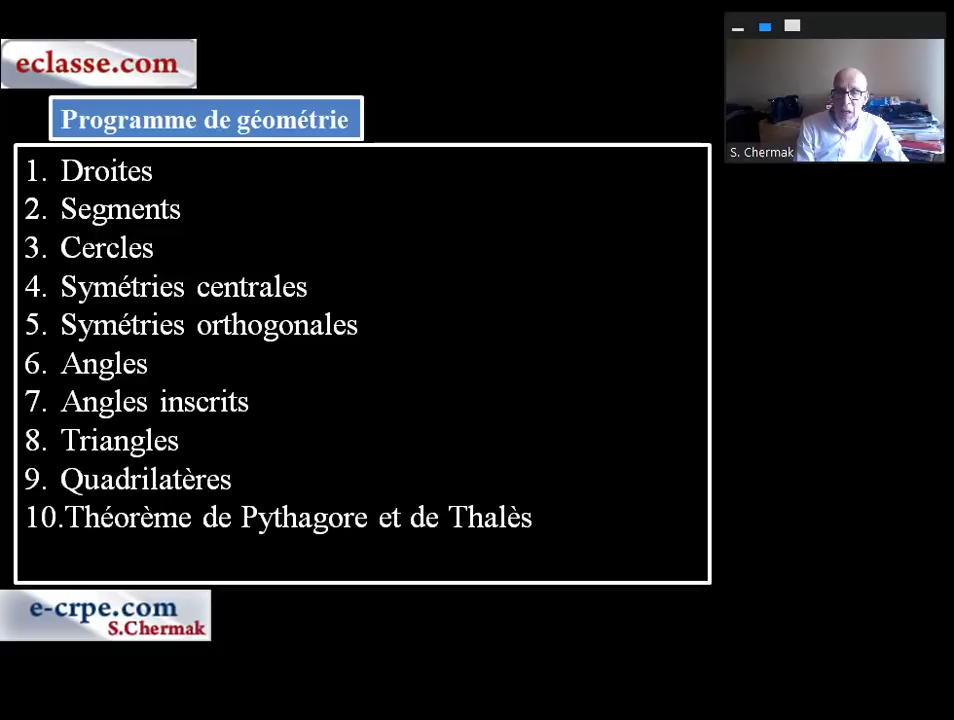 eclasse.com
Programme de géométrie
1. Droites
2. Segments
3. Cercles
4. Symétries centrales
5. Symétries orthogonales
6. Angles
7. Angles inscrits
8. Triangles
9. Quadrilatères
10.Théorème de Pythagore et de Thalès
S. Chermak
e-crpe.com
S.Chermak